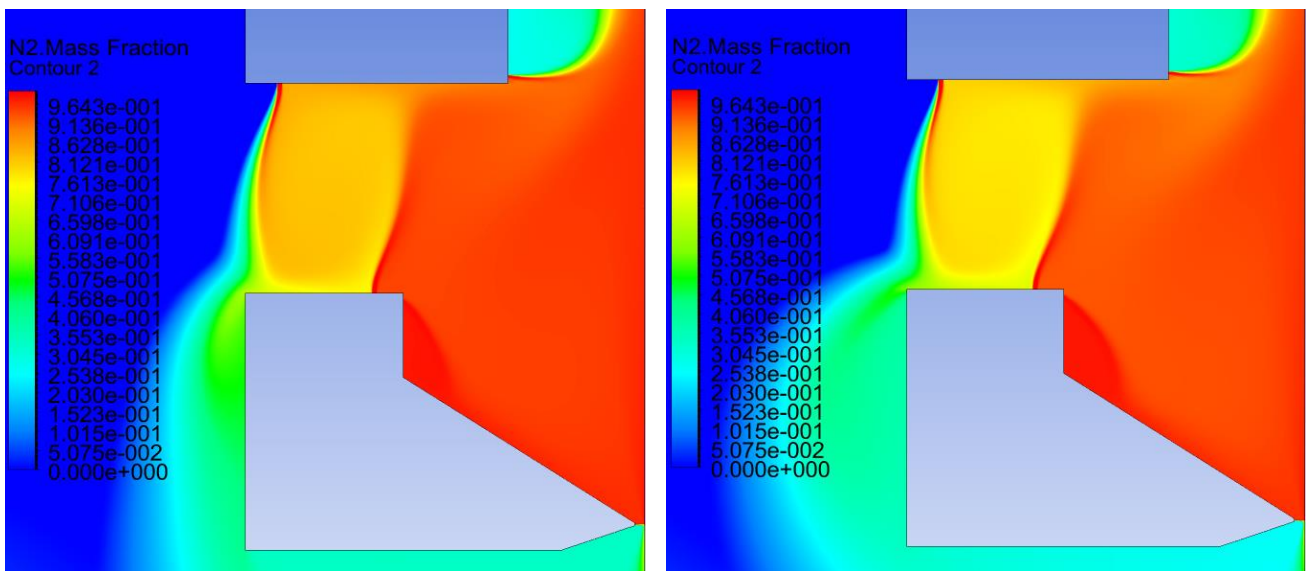 N2.Mass Fraction
Contour 2
9.643e-001
9.136e-001
8.628e-001
8.121e-001
7.613e-001
7.106e-001
6.598e-001
6.091e-001
5.583e-001
5.075e-001
4.568e-001
4.060e-001
3.553e-001
3.045e-001
2.538e-001
2.030e-001
1.523e-001
1.015e-001
5.075e-002
0.000e+000
N2.Mass Fraction
Contour 2
9.643e-001
9.136e-001
8.628e-001
8.121e-001
7.613e-001
7.106e-001
6.598e-001
6.091e-001
5.583e-001
5.075e-001
4.568e-001
4.060e-001
3.553e-001
3.045e-001
2.538e-001
2.030e-001
1.523e-001
1.015e-001
5.075e-002
0.000e+000